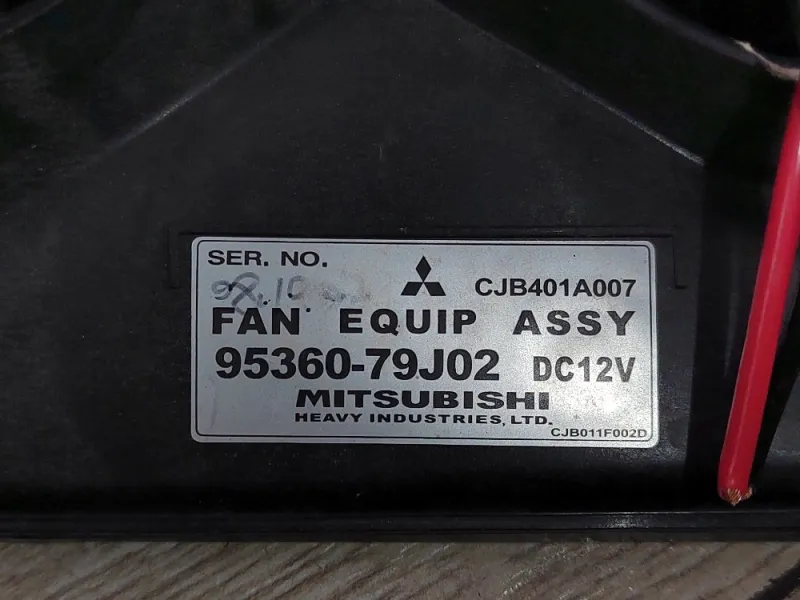 SER. NO.
CJB401A007
FAN EQUIP ASSY
95360-79J02 DC12V
MITSUBISHI
HEAVY INDUSTRIES, LTD.
CJB011F002D